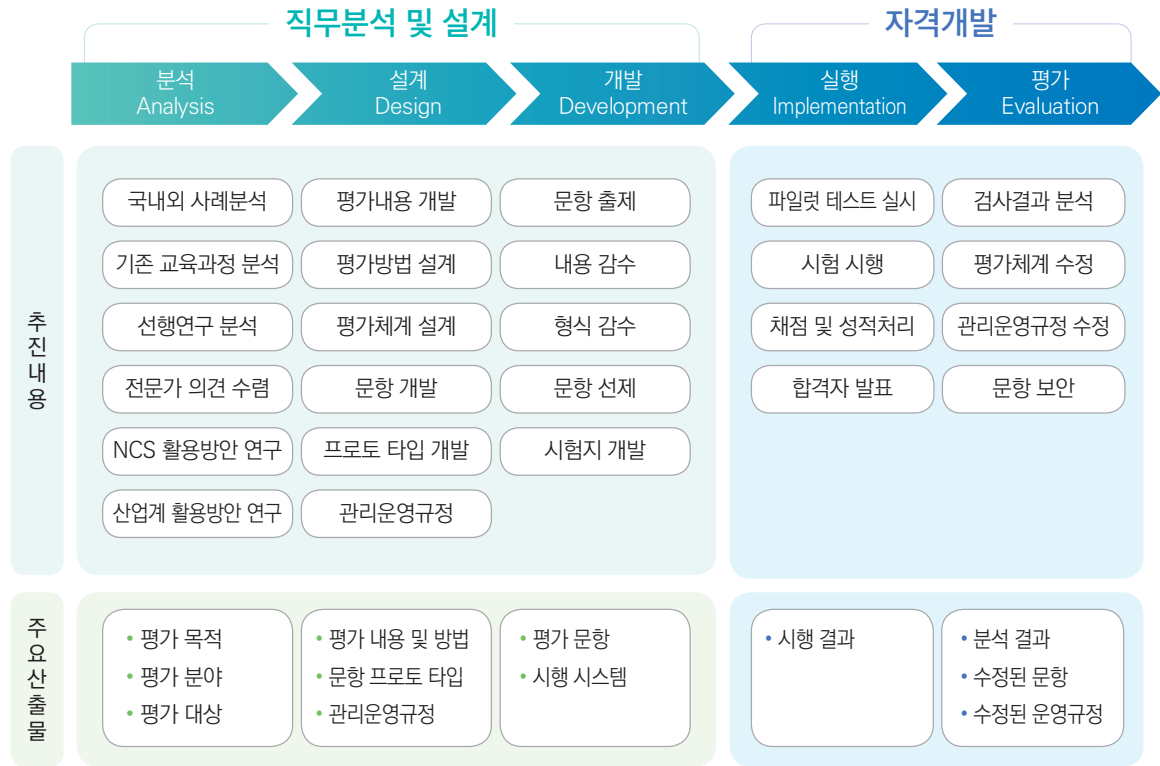 직무분석 및 설계
자격개발
분석
Analysis
설계
Design
개발
Development
실행
Implementation
평가
Evaluation
추진내용
국내외 사례분석
기존 교육과정 분석
선행연구 분석
전문가 의견 수렴
NCS 활용방안 연구
산업계 활용방안 연구
평가내용 개발
평가방법 설계
평가체계 설계
문항 개발
프로토 타입 개발
관리운영규정
문항 출제
내용 감수
형식 감수
문항 선제
시험지 개발
파일럿 테스트 실시
시험 시행
채점 및 성적처리
합격자 발표
검사결과 분석
평가체계 수정
관리운영규정 수정
문항 보안
주요산출물
• 평가 목적
• 평가 분야
• 평가 대상
• 평가 내용 및 방법
• 문항 프로토 타입
• 관리운영규정
• 평가 문항
• 시행 시스템
• 시행 결과
• 분석 결과
• 수정된 문항
• 수정된 운영규정